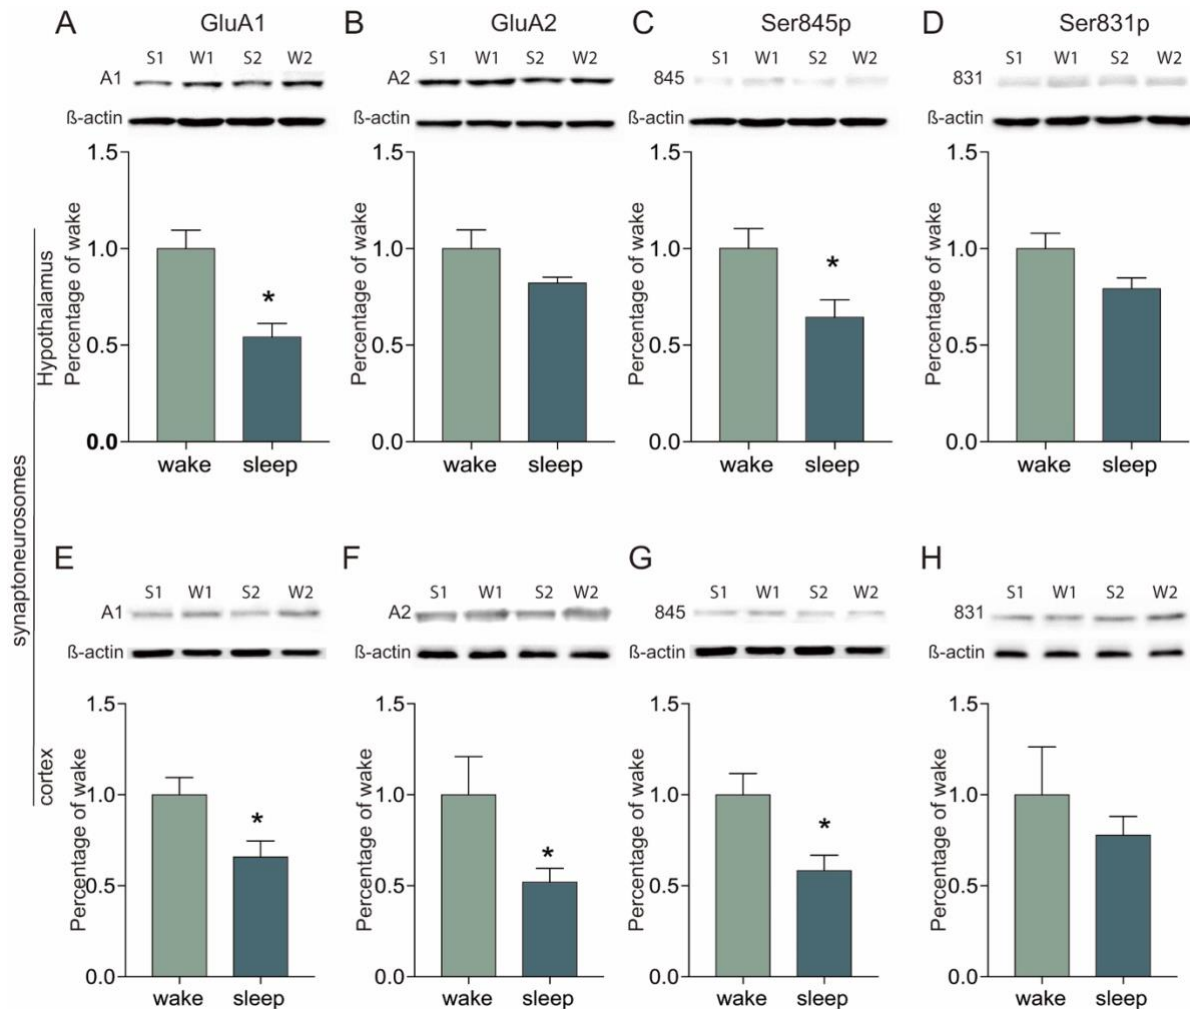 A GluA1
S1 W1 S2 W2
A1
ß-actin
1.5
1.0
0.5
0.0
Percentage of wake
wake sleep
*
B GluA2
S1 W1 S2 W2
A2
ß-actin
1.5
1.0
0.5
0.0
Percentage of wake
wake sleep
C Ser845p
S1 W1 S2 W2
845
ß-actin
1.5
1.0
0.5
0.0
Percentage of wake
wake sleep
*
D Ser831p
S1 W1 S2 W2
831
ß-actin
1.5
1.0
0.5
0.0
Percentage of wake
wake sleep
Hypothalamus
synaptoneurosomes
cortex
E
S1 W1 S2 W2
A1
ß-actin
1.5
1.0
0.5
0.0
Percentage of wake
wake sleep
*
F
S1 W1 S2 W2
A2
ß-actin
1.5
1.0
0.5
0.0
Percentage of wake
wake sleep
*
G
S1 W1 S2 W2
845
ß-actin
1.5
1.0
0.5
0.0
Percentage of wake
wake sleep
*
H
S1 W1 S2 W2
831
ß-actin
1.5
1.0
0.5
0.0
Percentage of wake
wake sleep